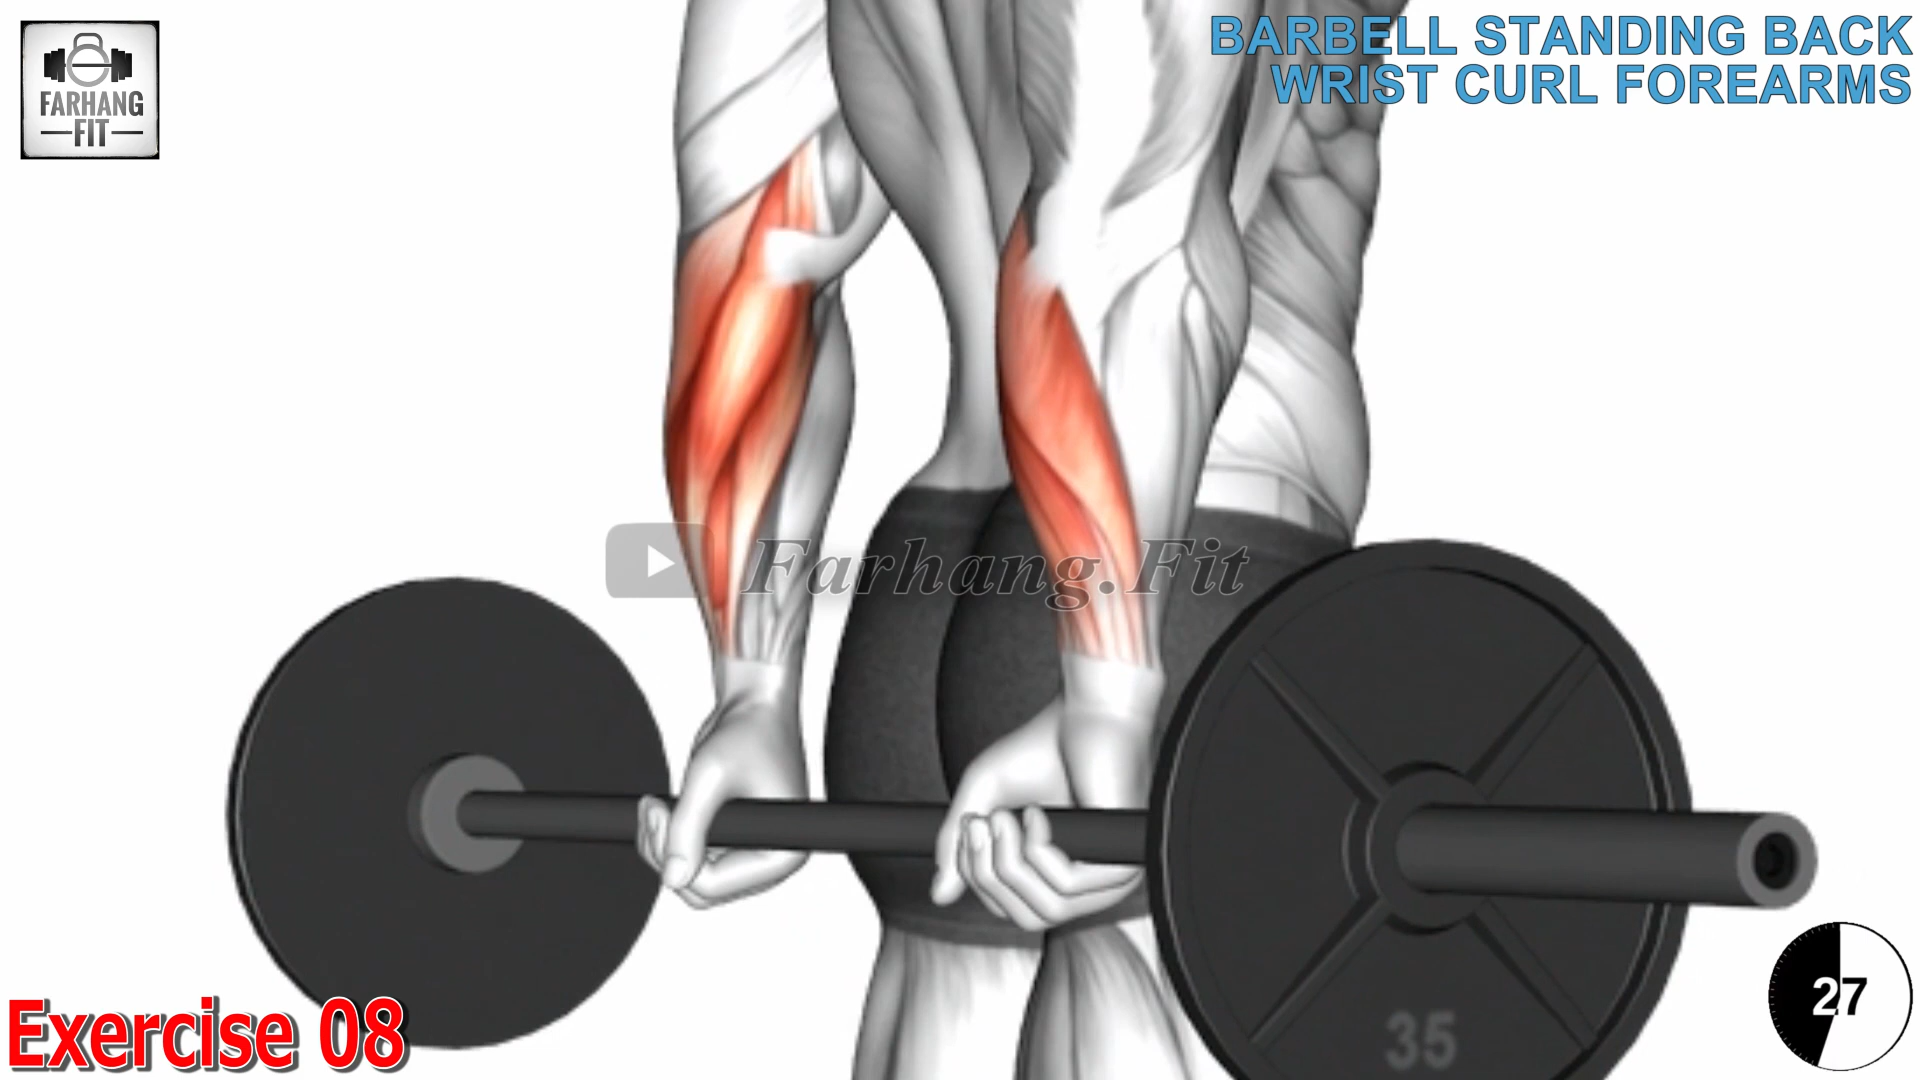 FARHANG
FIT
BARBELL STANDING BACK
WRIST CURL FOREARMS
Farhang.Fit
35
Exercise 08
27